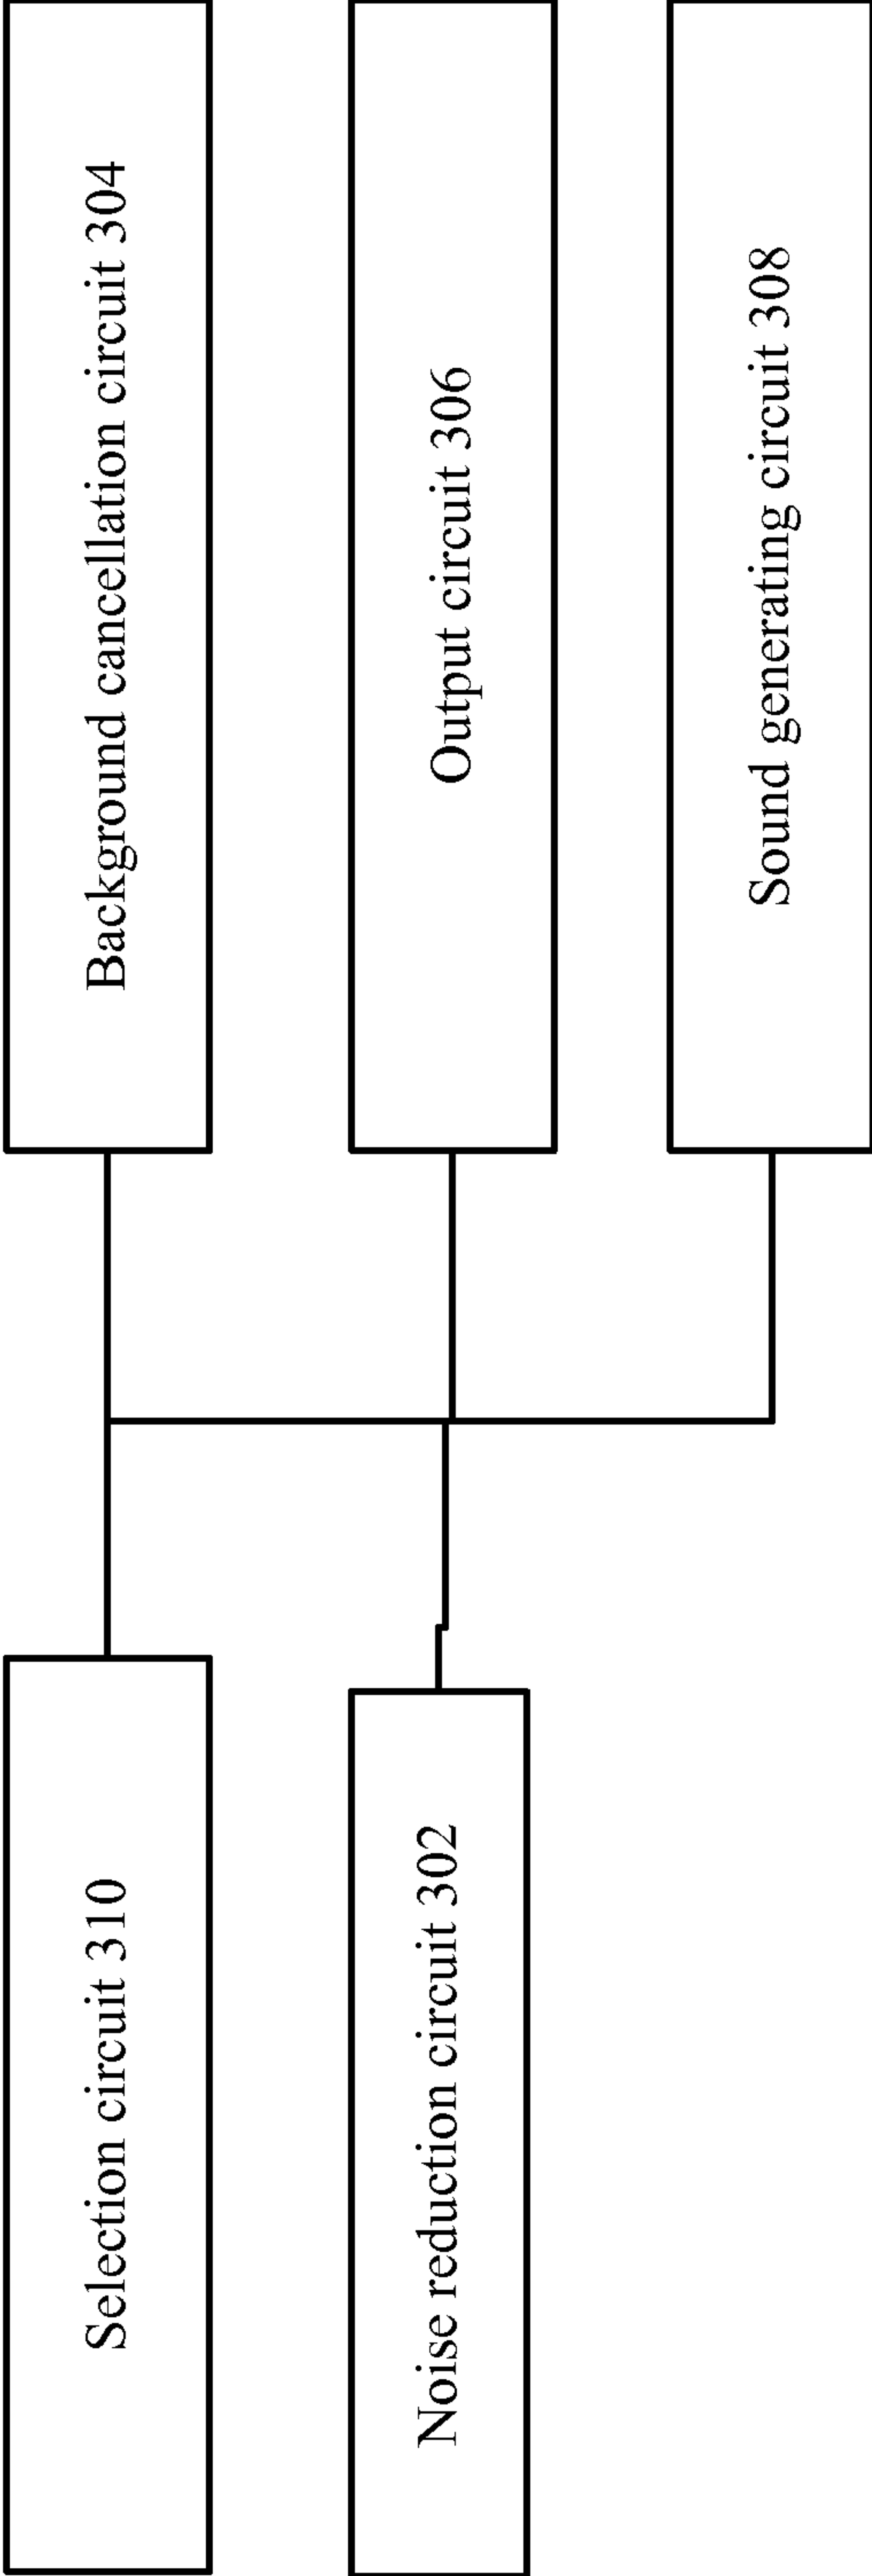 Selection circuit 310
Background cancellation circuit 304
Noise reduction circuit 302
Output circuit 306
Sound generating circuit 308